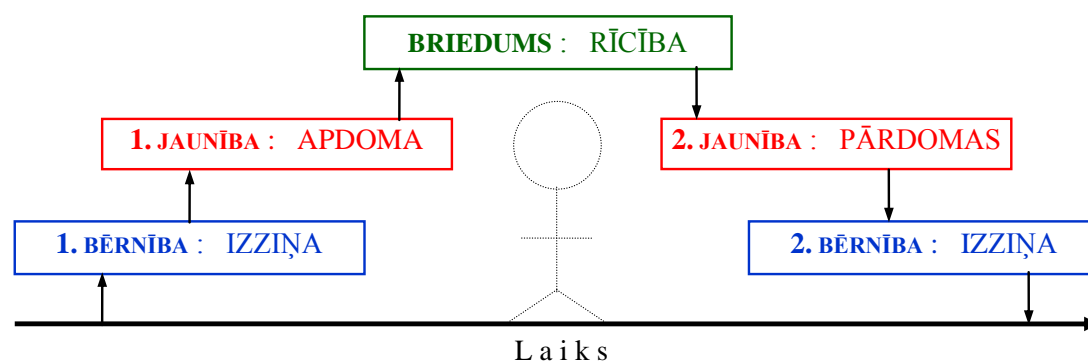 BRIEDUMS : RĪCĪBA
1. JAUNĪBA : APDOMA
2. JAUNĪBA : PĀRDOMAS
1. BĒRNĪBA : IZZIŅA
2. BĒRNĪBA : IZZIŅA
Laiks